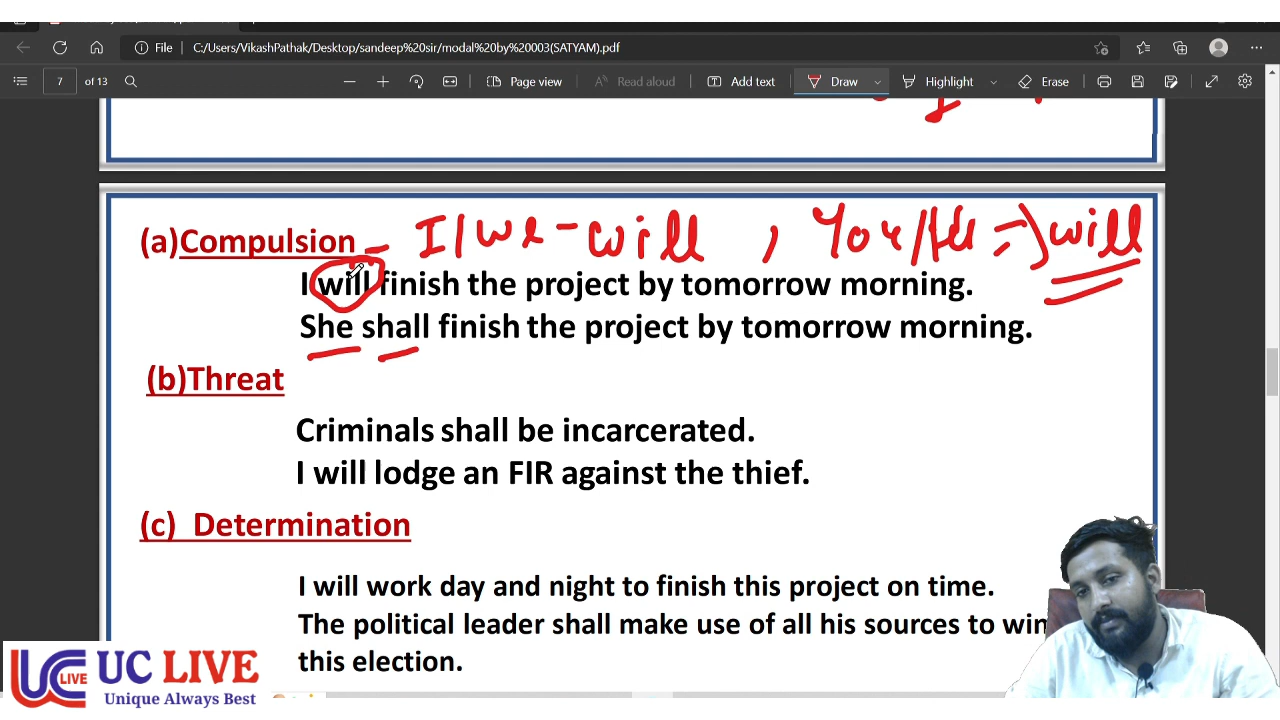 File C:/Users/VikashPathak/Desktop/sandeep%20sir/modal%20by%20003(SATYAM).pdf
7 of 13 Page view Read aloud Add text Draw Highlight Erase
(a)Compulsion - I/we - will , You/He => will
I will finish the project by tomorrow morning.
She shall finish the project by tomorrow morning.
(b)Threat
Criminals shall be incarcerated.
I will lodge an FIR against the thief.
(c) Determination
I will work day and night to finish this project on time.
The political leader shall make use of all his sources to win
this election.
UC LIVE
LIVE
Unique Always Best